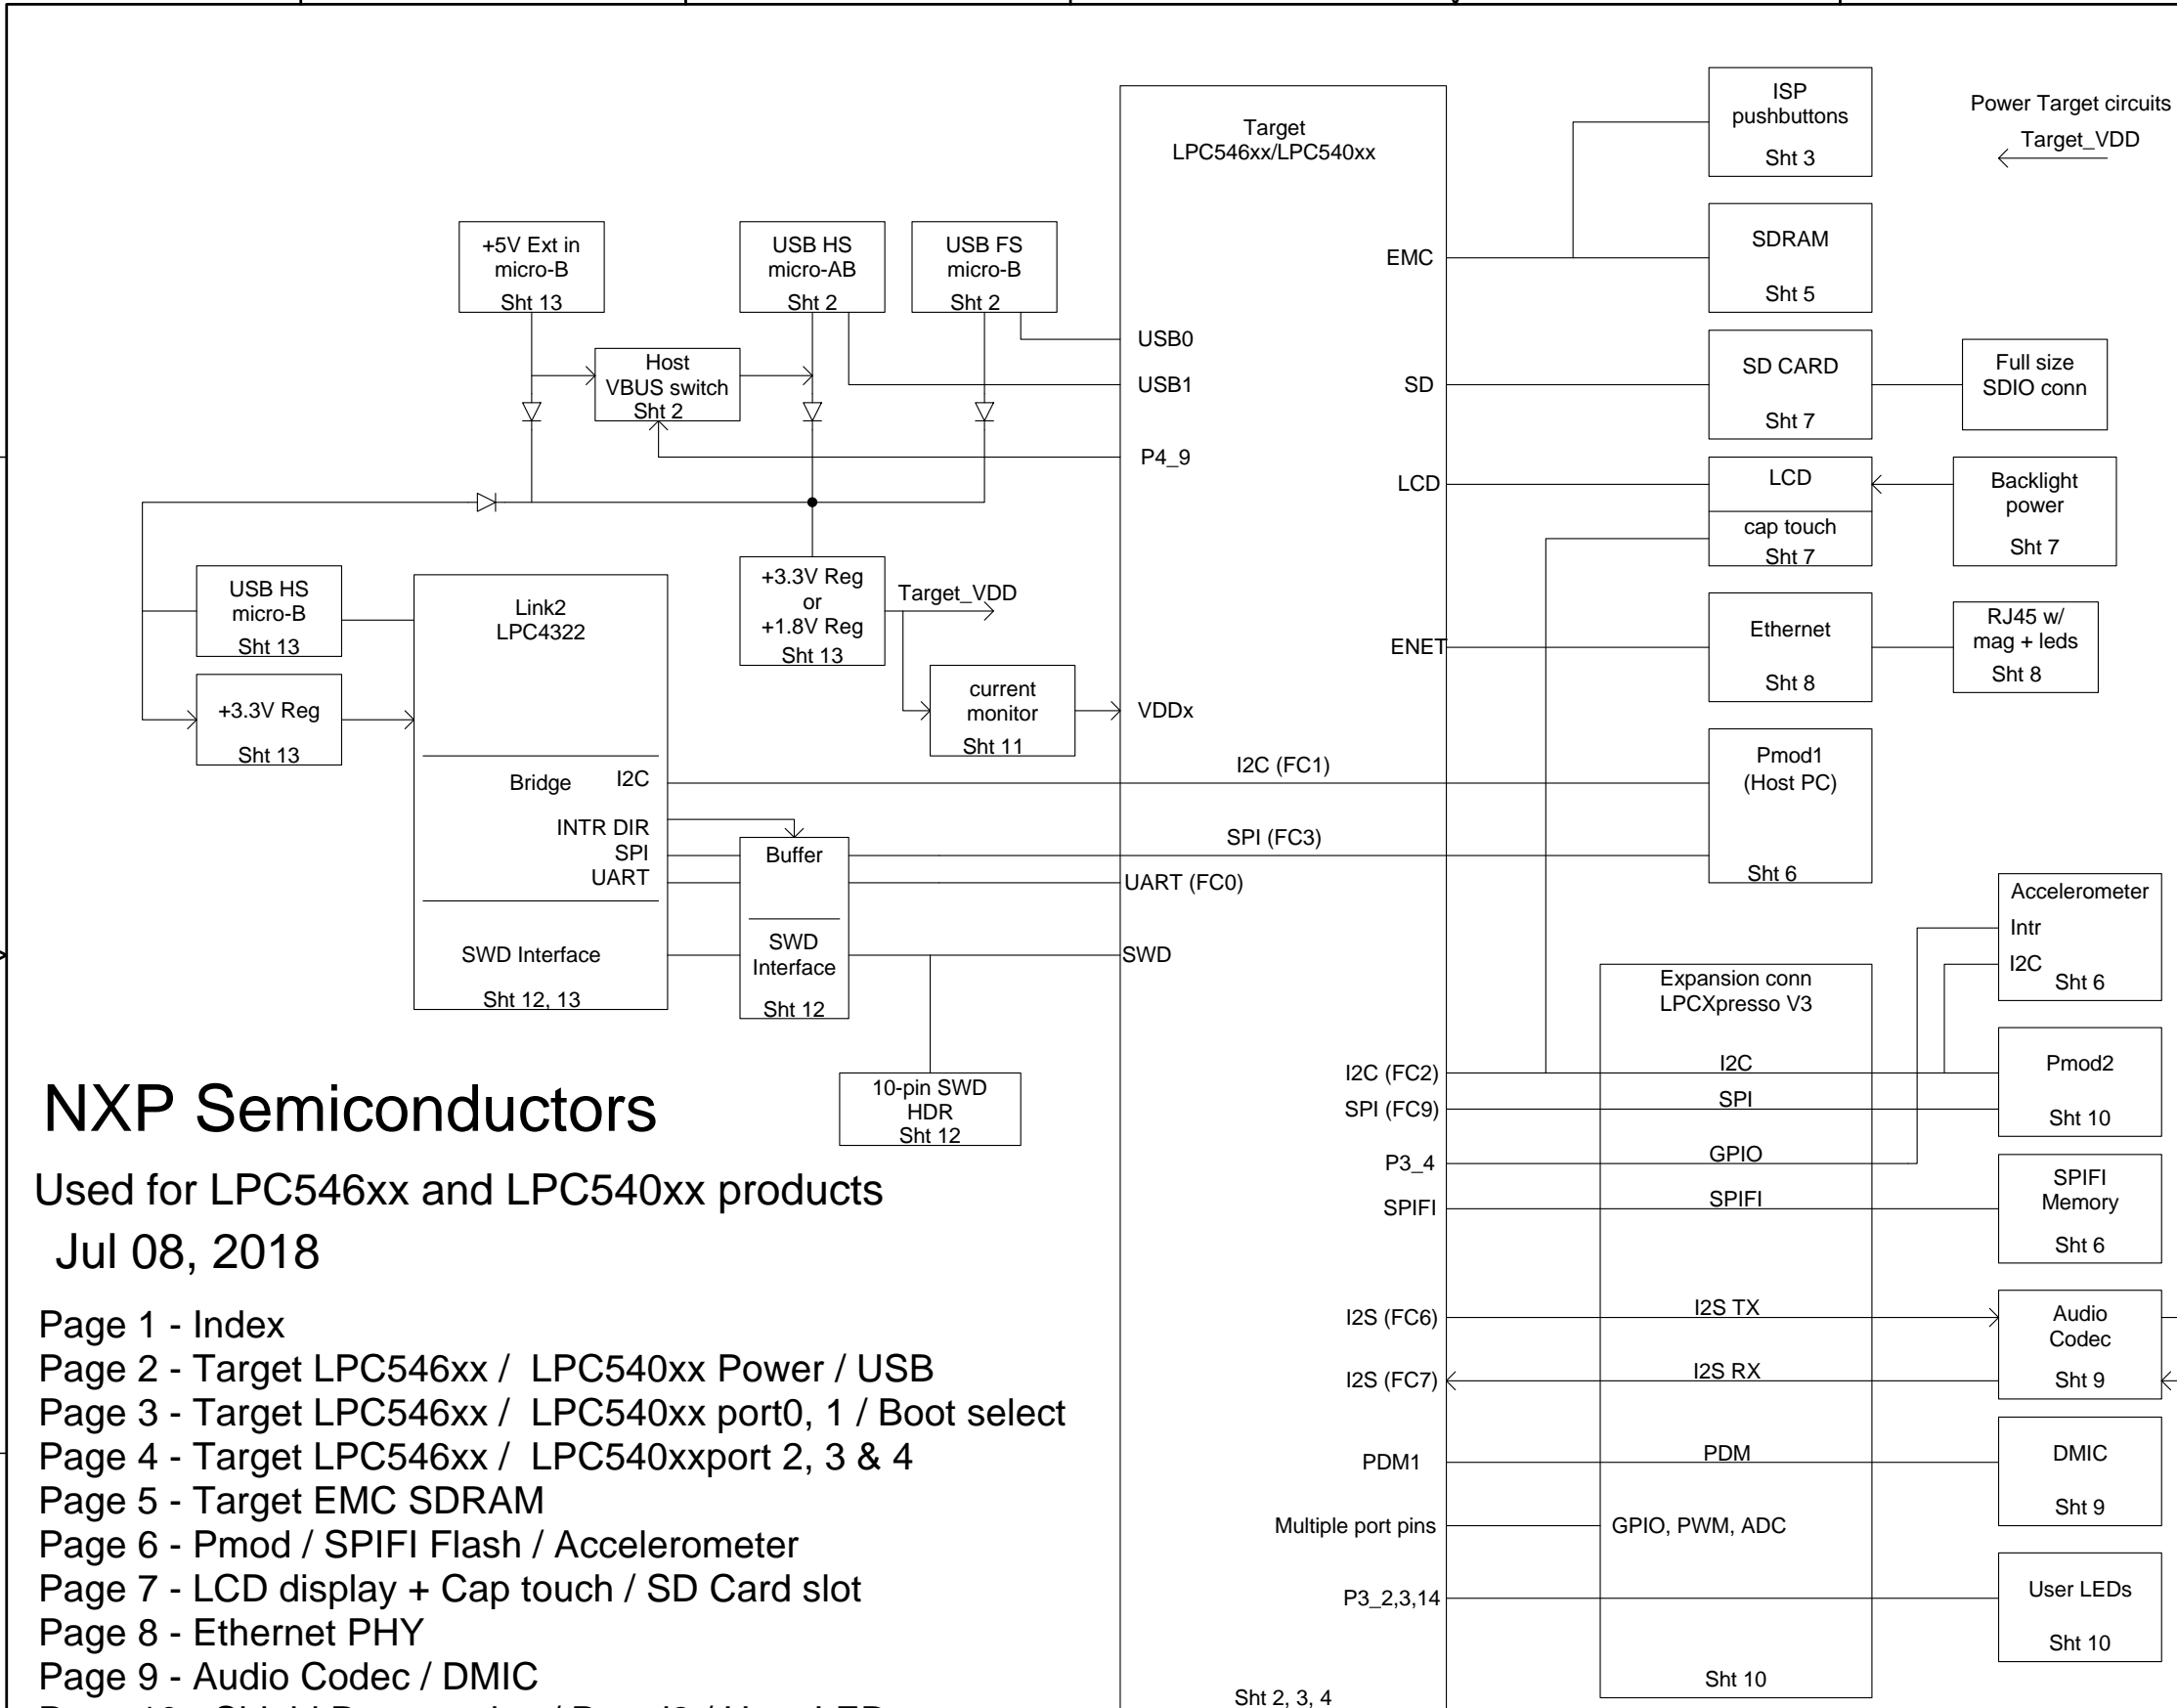 ISP
pushbuttons
Sht 3
Power Target circuits
Target_VDD
Target
LPC546xx/LPC540xx
+5V Ext in
micro-B
Sht 13
USB HS
micro-AB
Sht 2
USB FS
micro-B
Sht 2
EMC
SDRAM
Sht 5
Host
VBUS switch
Sht 2
USB0
USB1
P4_9
SD
SD CARD
Sht 7
Full size
SDIO conn
LCD
LCD
cap touch
Sht 7
Backlight
power
Sht 7
USB HS
micro-B
Sht 13
+3.3V Reg
Sht 13
Link2
LPC4322
+3.3V Reg
or
+1.8V Reg
Sht 13
Target_VDD
current
monitor
Sht 11
VDDx
ENET
Ethernet
Sht 8
RJ45 w/
mag + leds
Sht 8
Bridge
I2C
INTR DIR
SPI
UART
SWD Interface
Sht 12, 13
Buffer
SWD
Interface
Sht 12
I2C (FC1)
SPI (FC3)
UART (FC0)
SWD
Pmod1
(Host PC)
Sht 6
10-pin SWD
HDR
Sht 12
Accelerometer
Intr
I2C
Sht 6
Expansion conn
LPCXpresso V3
I2C (FC2)
I2C
SPI (FC9)
SPI
Pmod2
Sht 10
P3_4
GPIO
SPIFI
SPIFI
SPIFI
Memory
Sht 6
I2S (FC6)
I2S TX
I2S (FC7)
I2S RX
Audio
Codec
Sht 9
PDM1
PDM
DMIC
Sht 9
Multiple port pins
GPIO, PWM, ADC
P3_2,3,14
User LEDs
Sht 10
Sht 10
Sht 2, 3, 4
NXP Semiconductors
Used for LPC546xx and LPC540xx products
Jul 08, 2018
Page 1 - Index
Page 2 - Target LPC546xx / LPC540xx Power / USB
Page 3 - Target LPC546xx / LPC540xx port0, 1 / Boot select
Page 4 - Target LPC546xx / LPC540xxport 2, 3 & 4
Page 5 - Target EMC SDRAM
Page 6 - Pmod / SPIFI Flash / Accelerometer
Page 7 - LCD display + Cap touch / SD Card slot
Page 8 - Ethernet PHY
Page 9 - Audio Codec / DMIC